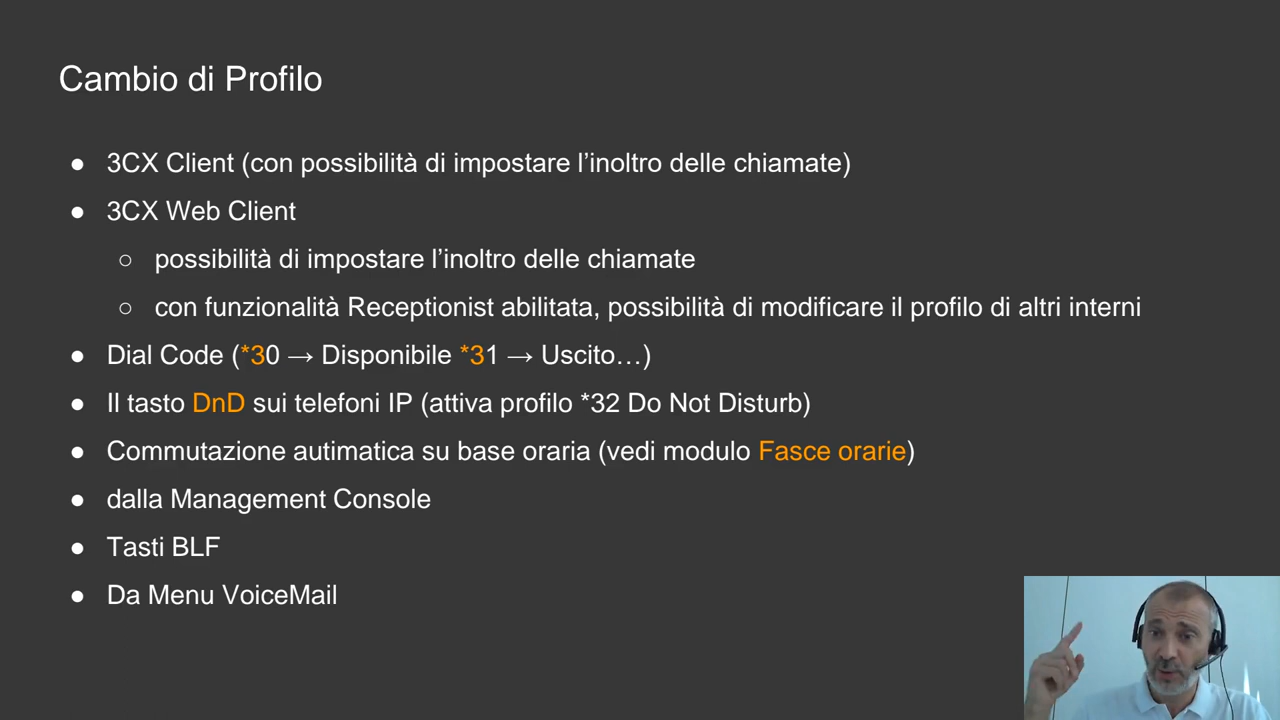 Cambio di Profilo
● 3CX Client (con possibilità di impostare l’inoltro delle chiamate)
● 3CX Web Client
○ possibilità di impostare l’inoltro delle chiamate
○ con funzionalità Receptionist abilitata, possibilità di modificare il profilo di altri interni
● Dial Code (*30 → Disponibile *31 → Uscito…)
● Il tasto DnD sui telefoni IP (attiva profilo *32 Do Not Disturb)
● Commutazione autimatica su base oraria (vedi modulo Fasce orarie)
● dalla Management Console
● Tasti BLF
● Da Menu VoiceMail